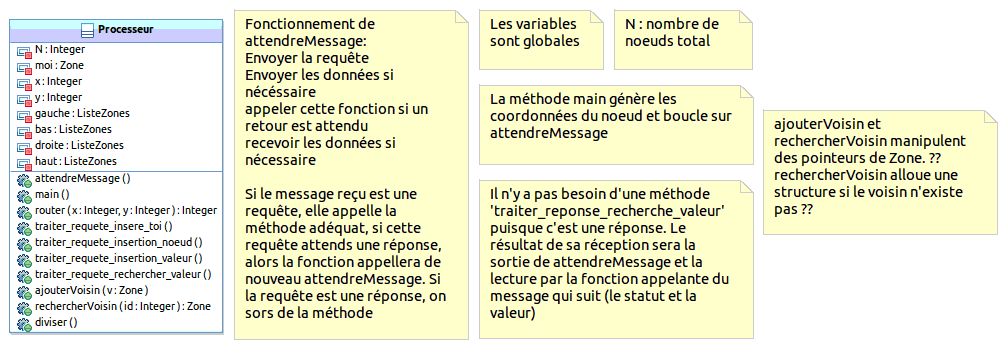 Processeur
N : Integer
moi : Zone
x : Integer
y : Integer
gauche : ListeZones
bas : ListeZones
droite : ListeZones
haut : ListeZones
attendreMessage ( )
main ( )
router ( x : Integer, y : Integer ) : Integer
traiter_requete_insere_toi ( )
traiter_requete_insertion_noeud ( )
traiter_requete_insertion_valeur ( )
traiter_requete_rechercher_valeur ( )
ajouterVoisin ( v : Zone )
rechercherVoisin ( id : Integer ) : Zone
diviser ( )
Fonctionnement de
attendreMessage:
Envoyer la requête
Envoyer les données si
nécéssaire
appeler cette fonction si un
retour est attendu
recevoir les données si
nécessaire
Si le message reçu est une
requête, elle appelle la
méthode adéquat, si cette
requête attends une réponse,
alors la fonction appellera de
nouveau attendreMessage. Si
la requête est une réponse, on
sors de la méthode
Les variables
sont globales
N : nombre de
noeuds total
La méthode main génère les
coordonnées du noeud et boucle sur
attendreMessage
Il n'y a pas besoin d'une méthode
'traiter_reponse_recherche_valeur'
puisque c'est une réponse. Le
résultat de sa réception sera la
sortie de attendreMessage et la
lecture par la fonction appelante du
message qui suit (le statut et la
valeur)
ajouterVoisin et
rechercherVoisin manipulent
des pointeurs de Zone. ??
rechercherVoisin alloue une
structure si le voisin n'existe
pas ??